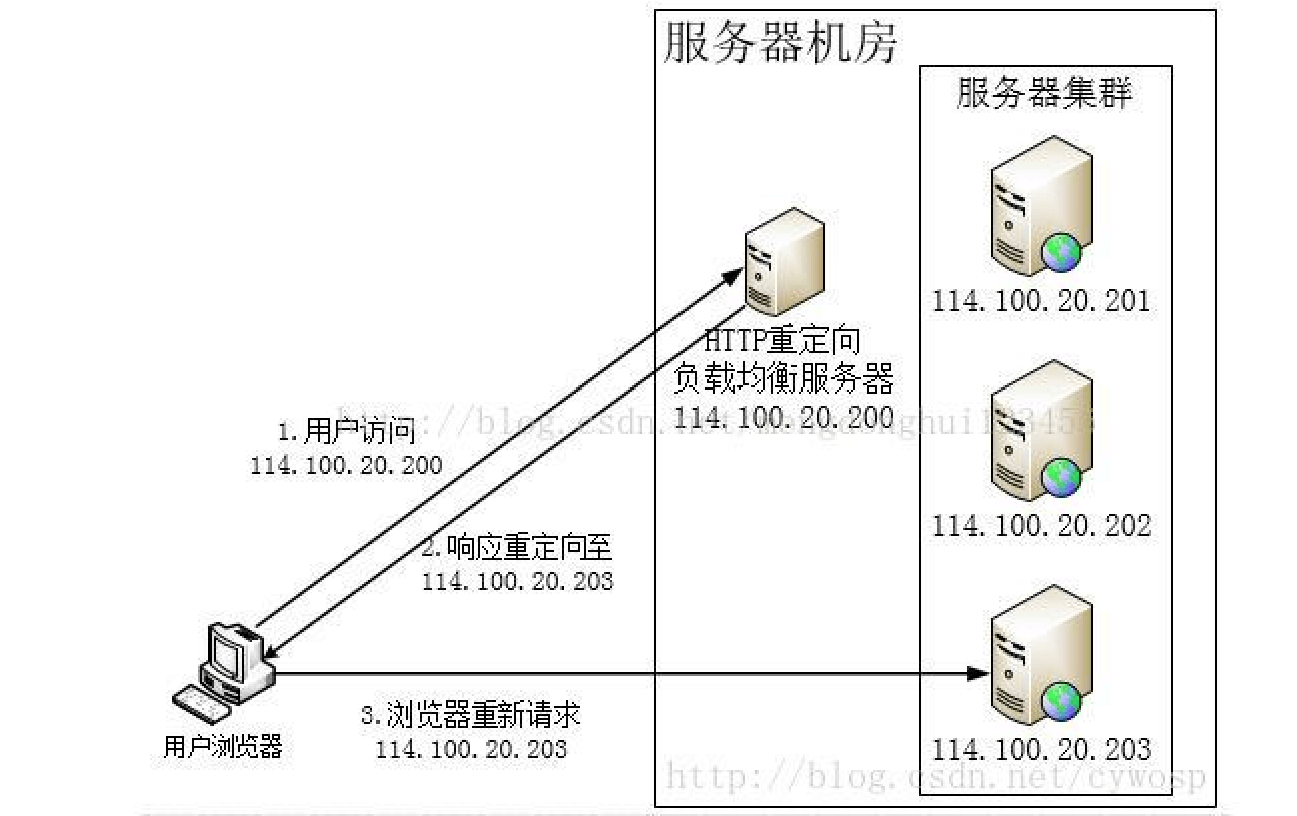 服务器机房
服务器集群
114.100.20.201
HTTP重定向
负载均衡服务器
114.100.20.200
1.用户访问
114.100.20.200
114.100.20.202
2.响应重定向至
114.100.20.203
3.浏览器重新请求
114.100.20.203
用户浏览器
114.100.20.203
http://blog.csdn.net/mengdonghui123456
http://blog.csdn.net/cywosp